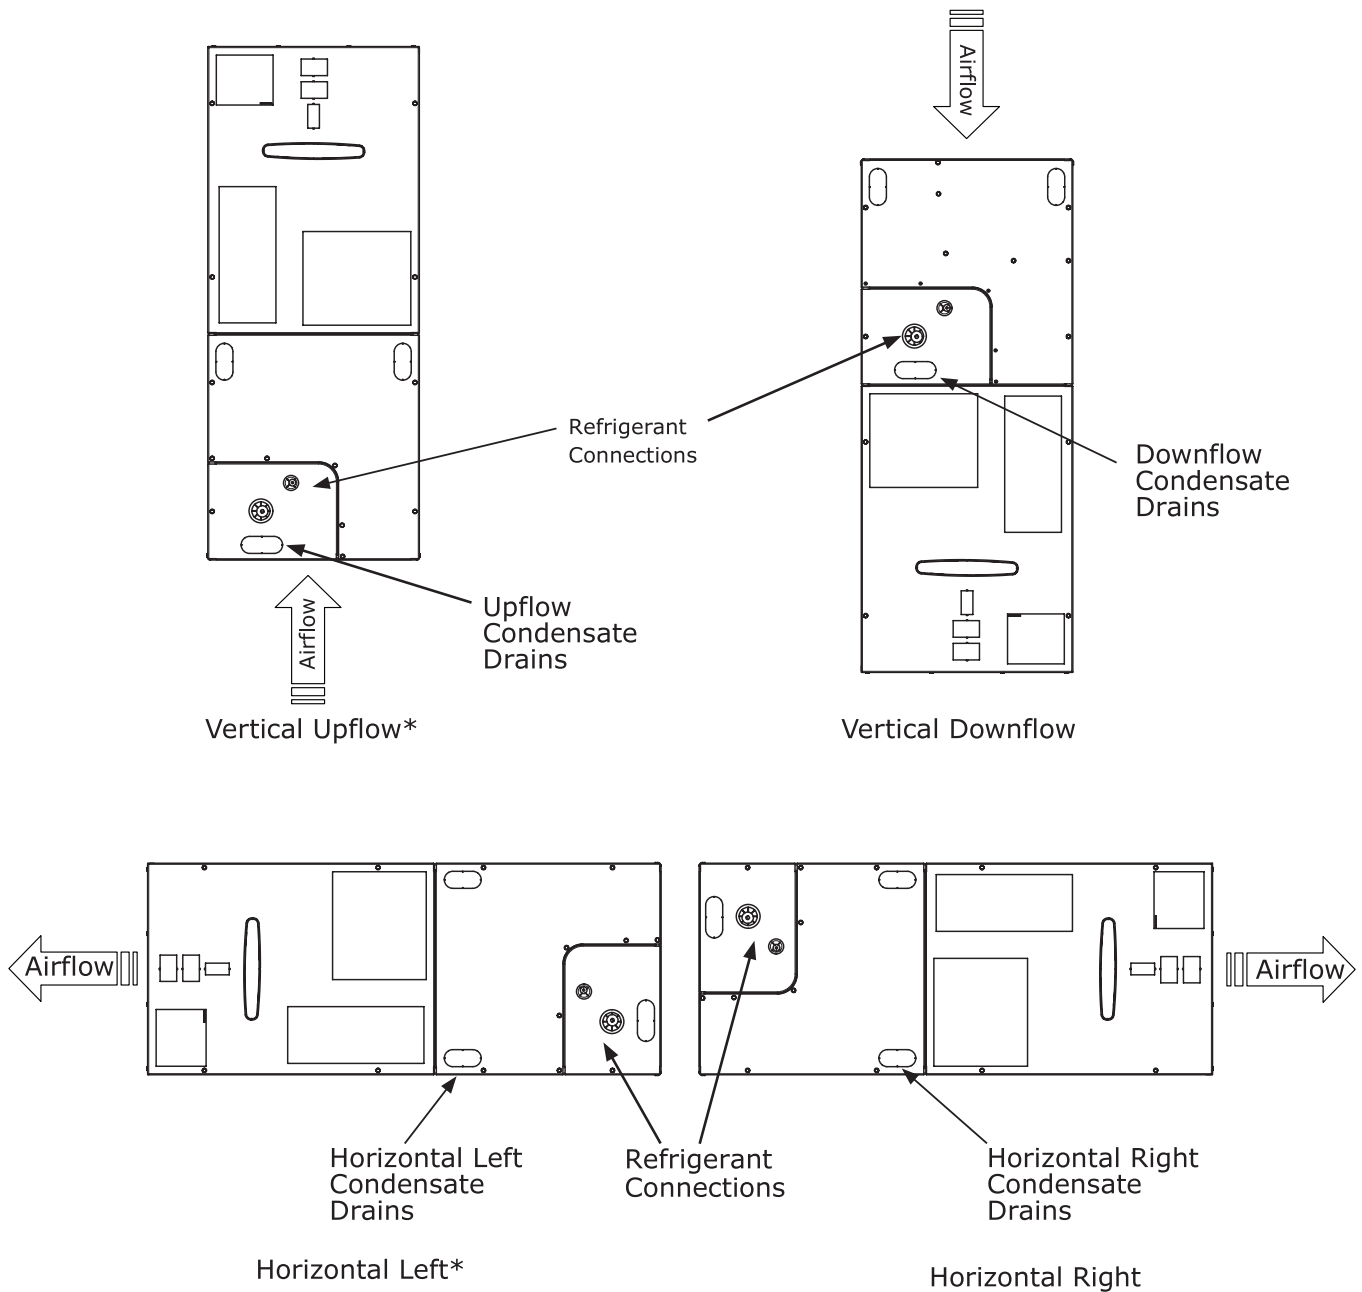 Airflow
Refrigerant
Connections
Downflow
Condensate
Drains
Airflow
Upflow
Condensate
Drains
Vertical Upflow*
Vertical Downflow
Airflow
Airflow
Horizontal Left
Condensate
Drains
Refrigerant
Connections
Horizontal Right
Condensate
Drains
Horizontal Left*
Horizontal Right